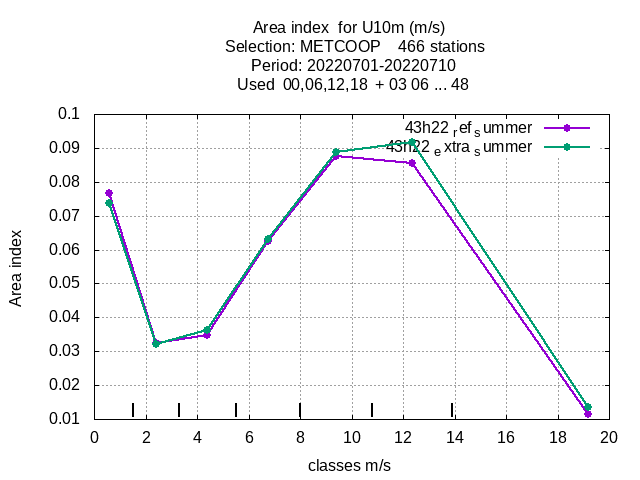 Area index for U10m (m/s)
Selection: METCOOP 466 stations
Period: 20220701-20220710
Used 00,06,12,18 + 03 06 ... 48
43h22 ref summer
43h22 extra summer
Area index
0.1
0.09
0.08
0.07
0.06
0.05
0.04
0.03
0.02
0.01
0 2 4 6 8 10 12 14 16 18 20
classes m/s